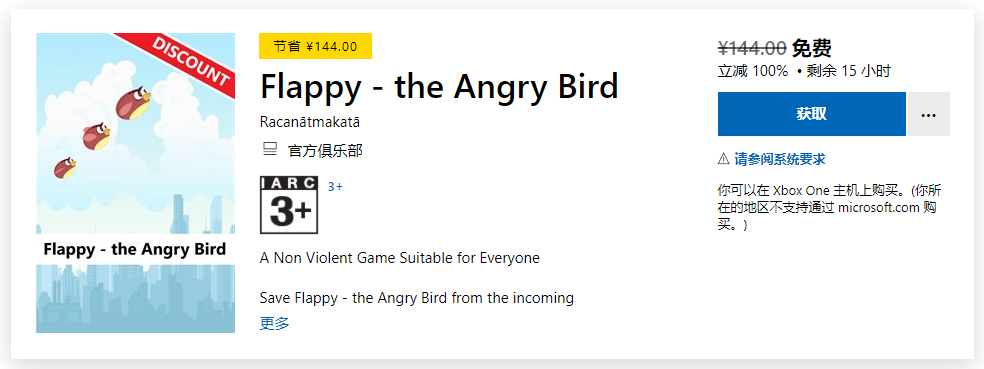 DISCOUNT
Flappy - the Angry Bird
节省 ¥144.00
Flappy - the Angry Bird
Racanātmakatā
官方俱乐部
IARC
3+
3+
A Non Violent Game Suitable for Everyone
Save Flappy - the Angry Bird from the incoming
更多
¥144.00 免费
立减 100% • 剩余 15 小时
获取
...
请参阅系统要求
你可以在 Xbox One 主机上购买。(你所
在的地区不支持通过 microsoft.com 购
买。)